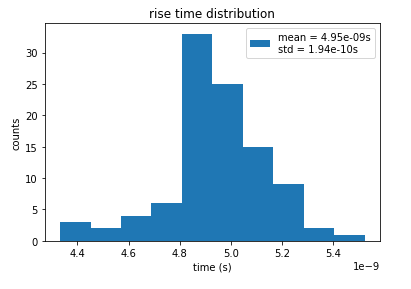 rise time distribution
mean = 4.95e-09s
std = 1.94e-10s
counts
30
25
20
15
10
5
0
4.4 4.6 4.8 5.0 5.2 5.4
1e−9
time (s)